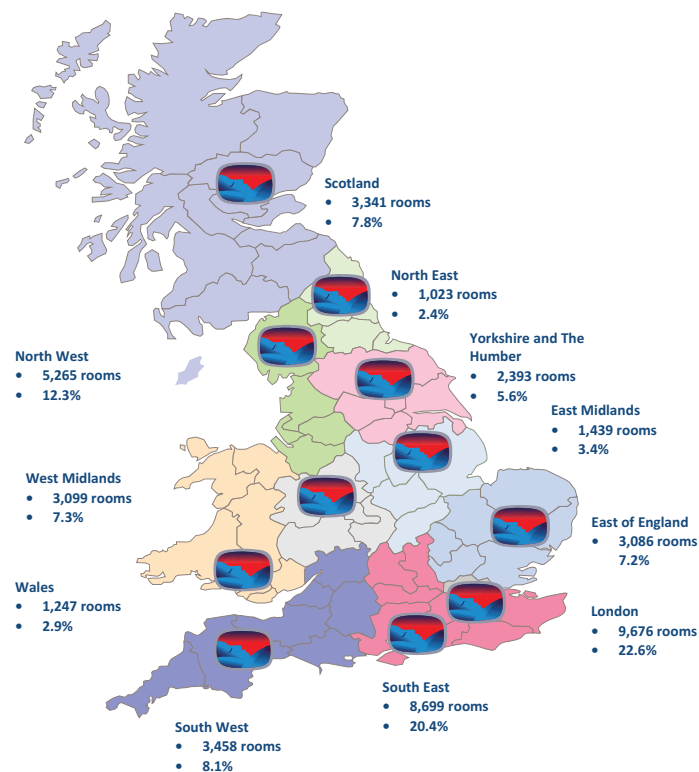 Scotland
• 3,341 rooms
• 7.8%
North East
• 1,023 rooms
• 2.4%
Yorkshire and The
Humber
• 2,393 rooms
• 5.6%
North West
• 5,265 rooms
• 12.3%
East Midlands
• 1,439 rooms
• 3.4%
West Midlands
• 3,099 rooms
• 7.3%
East of England
• 3,086 rooms
7.2%
Wales
• 1,247 rooms
• 2.9%
London
• 9,676 rooms
• 22.6%
South East
• 8,699 rooms
• 20.4%
South West
• 3,458 rooms
• 8.1%